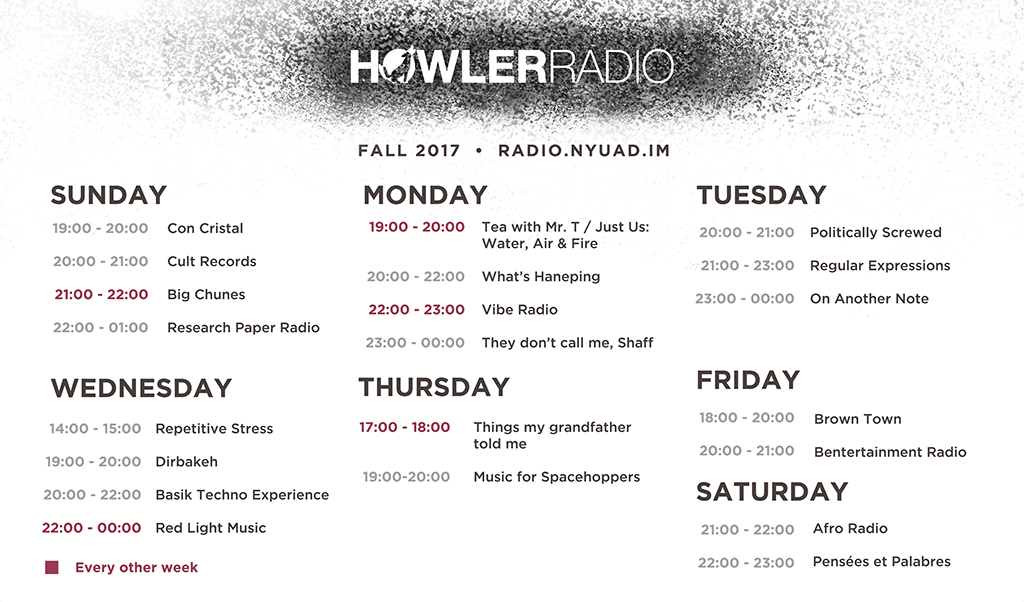 HOWLERRADIO
FALL 2017 • RADIO.NYUAD.IM
SUNDAY
19:00 - 20:00 Con Cristal
20:00 - 21:00 Cult Records
21:00 - 22:00 Big Chunes
22:00 - 01:00 Research Paper Radio
MONDAY
19:00 - 20:00 Tea with Mr. T / Just Us:
Water, Air & Fire
20:00 - 22:00 What's Haneping
22:00 - 23:00 Vibe Radio
23:00 - 00:00 They don't call me, Shaff
TUESDAY
20:00 - 21:00 Politically Screwed
21:00 - 23:00 Regular Expressions
23:00 - 00:00 On Another Note
WEDNESDAY
14:00 - 15:00 Repetitive Stress
19:00 - 20:00 Dirbakeh
20:00 - 22:00 Basik Techno Experience
22:00 - 00:00 Red Light Music
THURSDAY
17:00 - 18:00 Things my grandfather
told me
19:00-20:00 Music for Spacehoppers
FRIDAY
18:00 - 20:00 Brown Town
20:00 - 21:00 Bentertainment Radio
SATURDAY
21:00 - 22:00 Afro Radio
22:00 - 23:00 Pensées et Palabres
Every other week